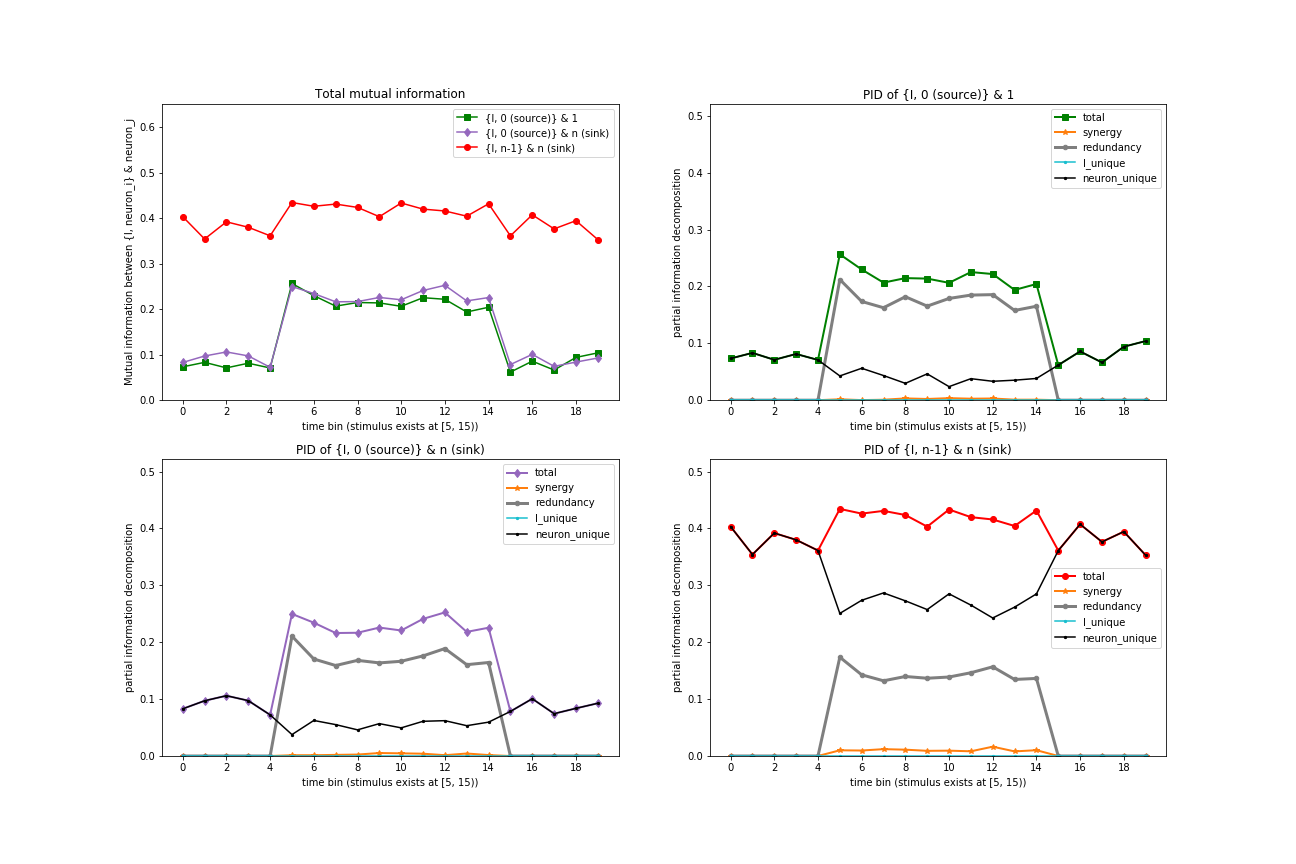 Total mutual information
Mutual information between {I, neuron_i} & neuron_j
0.6
0.5
0.4
0.3
0.2
0.1
0.0
{I, 0 (source)} & 1
{I, 0 (source)} & n (sink)
{I, n-1} & n (sink)
0 2 4 6 8 10 12 14 16 18
time bin (stimulus exists at [5, 15))
PID of {I, 0 (source)} & 1
partial information decomposition
0.5
0.4
0.3
0.2
0.1
0.0
total
synergy
redundancy
I_unique
neuron_unique
0 2 4 6 8 10 12 14 16 18
time bin (stimulus exists at [5, 15))
PID of {I, 0 (source)} & n (sink)
partial information decomposition
0.5
0.4
0.3
0.2
0.1
0.0
total
synergy
redundancy
I_unique
neuron_unique
0 2 4 6 8 10 12 14 16 18
time bin (stimulus exists at [5, 15))
PID of {I, n-1} & n (sink)
partial information decomposition
0.5
0.4
0.3
0.2
0.1
0.0
total
synergy
redundancy
I_unique
neuron_unique
0 2 4 6 8 10 12 14 16 18
time bin (stimulus exists at [5, 15))